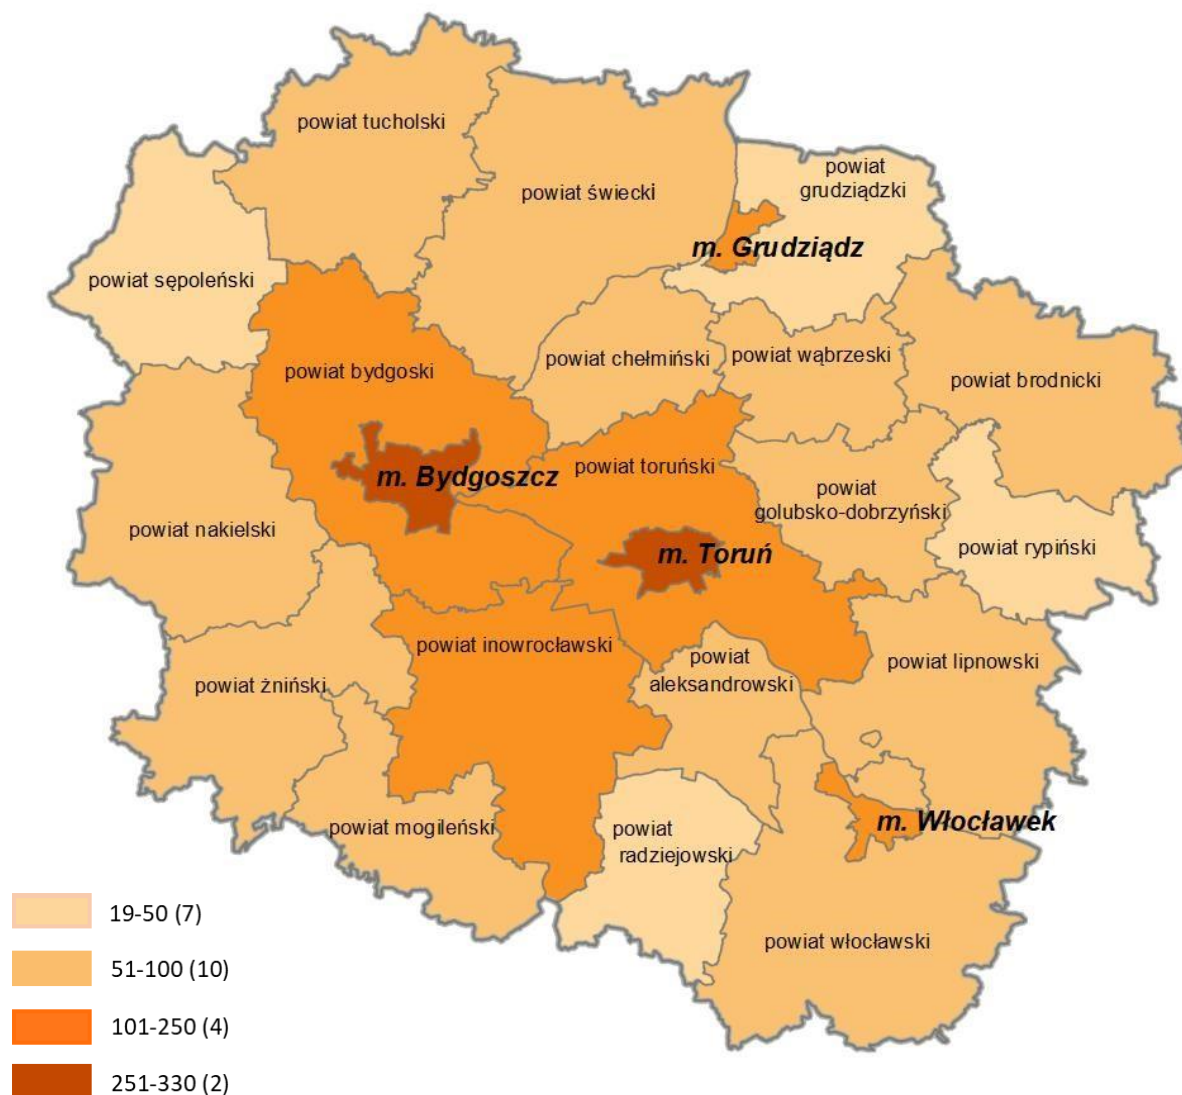 powiat tucholski
powiat świecki
powiat
grudziądzki
m. Grudziądz
powiat sępoleński
powiat bydgoski
powiat chełmiński
powiat wąbrzeski
powiat brodnicki
m. Bydgoszcz
powiat toruński
powiat
golubsko-dobrzyński
powiat nakielski
m. Toruń
powiat rypiński
powiat inowrocławski
powiat
aleksandrowski
powiat lipnowski
powiat żniński
powiat mogileński
powiat
radziejowski
m. Włocławek
powiat włocławski
19-50 (7)
51-100 (10)
101-250 (4)
251-330 (2)